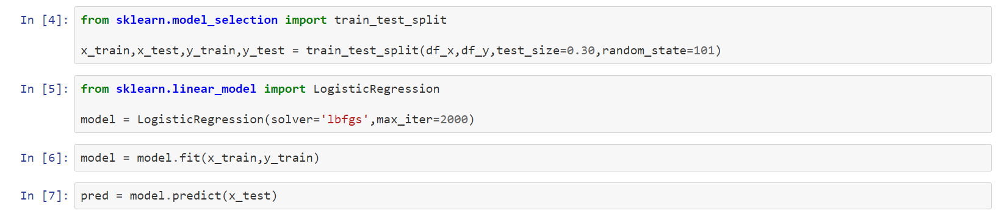 In [4]: from sklearn.model_selection import train_test_split
x_train,x_test,y_train,y_test = train_test_split(df_x,df_y,test_size=0.30,random_state=101)
In [5]: from sklearn.linear_model import LogisticRegression
model = LogisticRegression(solver='lbfgs',max_iter=2000)
In [6]: model = model.fit(x_train,y_train)
In [7]: pred = model.predict(x_test)